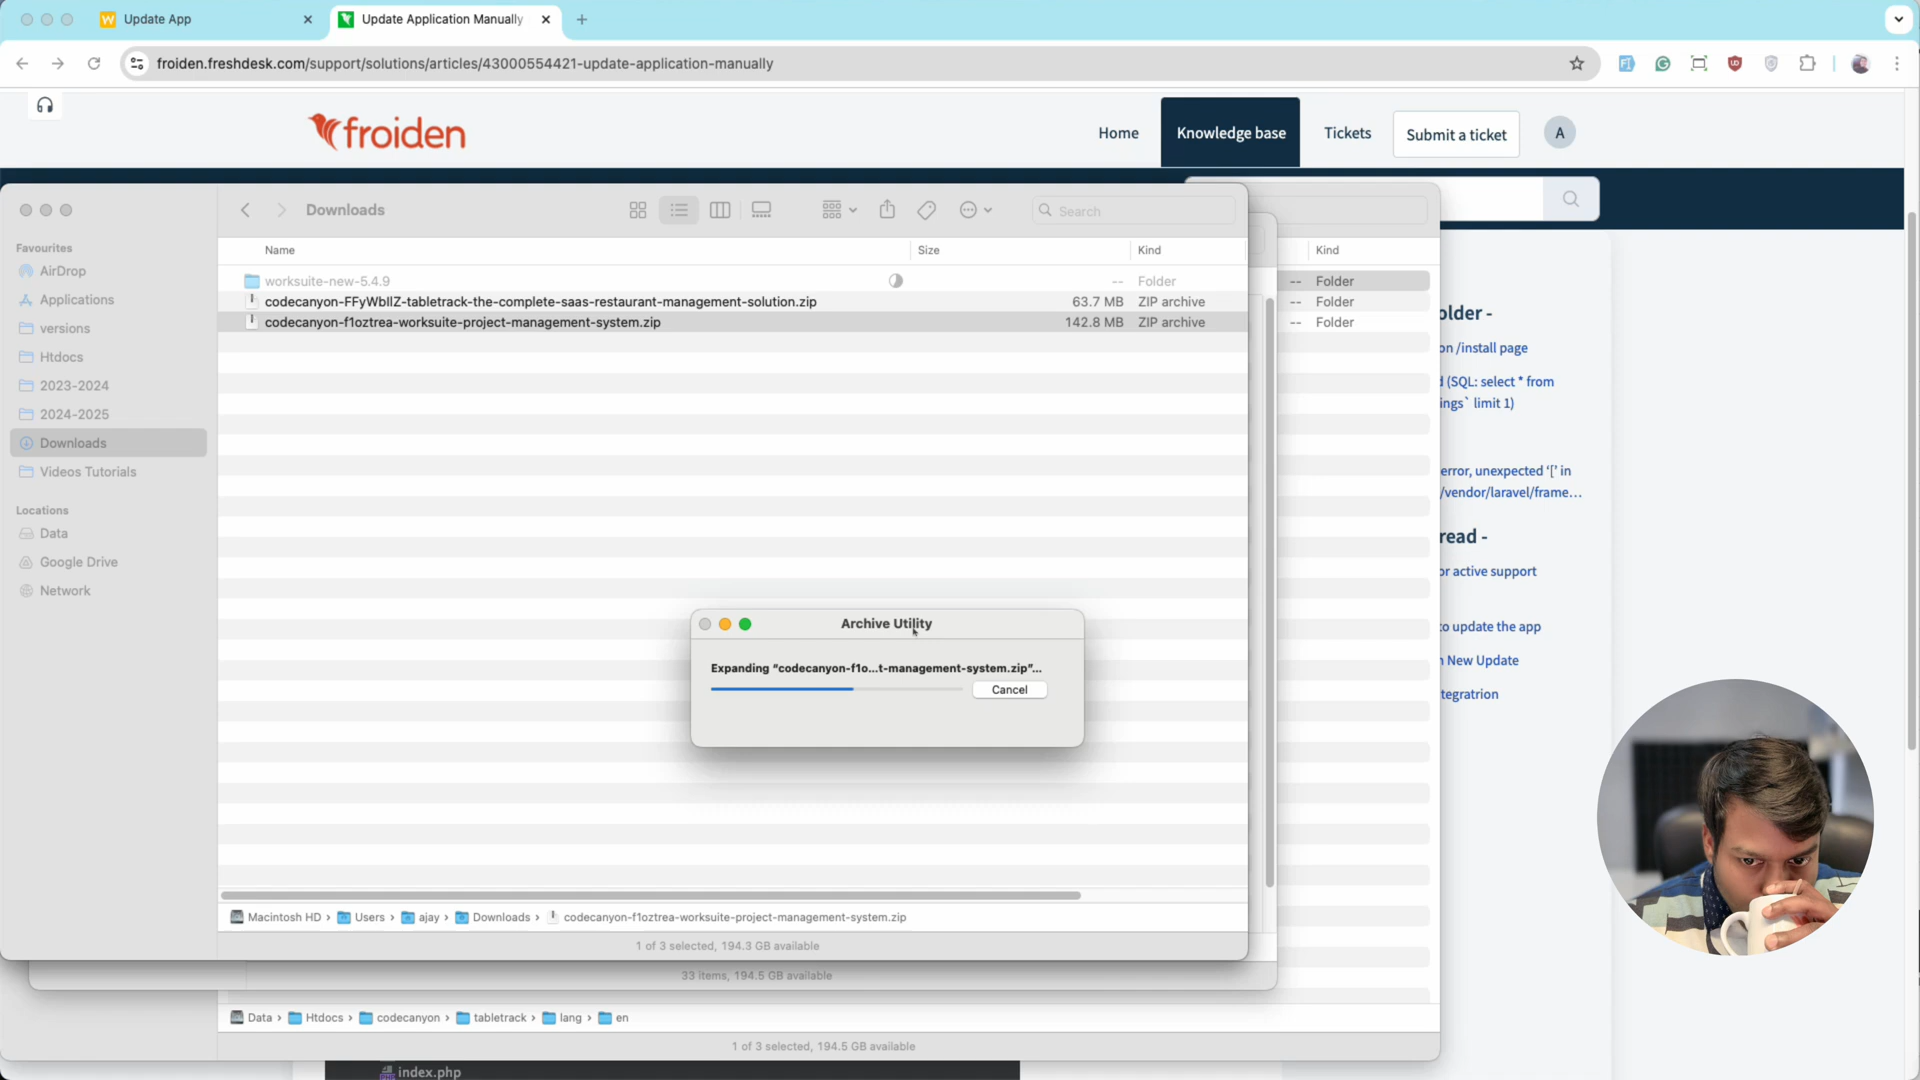 Update App
Update Application Manually
froiden.freshdesk.com/support/solutions/articles/43000554421-update-application-manually
froiden
Home
Knowledge base
Tickets
Submit a ticket
A
Downloads
Search
Favourites
AirDrop
Applications
versions
Htdocs
2023-2024
2024-2025
Downloads
Videos Tutorials
Locations
Data
Google Drive
Network
Name Size Kind
worksuite-new-5.4.9 -- Folder
codecanyon-FFyWbIlZ-tabletrack-the-complete-saas-restaurant-management-solution.zip 63.7 MB ZIP archive
codecanyon-f1oztrea-worksuite-project-management-system.zip 142.8 MB ZIP archive
Kind
-- Folder
-- Folder
-- Folder
older -
on /install page
(SQL: select * from
ings` limit 1)
error, unexpected ‘[’ in
/vendor/laravel/frame…
read -
or active support
to update the app
New Update
tegratrion
Archive Utility
Expanding “codecanyon-f1o...t-management-system.zip”...
Cancel
Macintosh HD › Users › ajay › Downloads › codecanyon-f1oztrea-worksuite-project-management-system.zip
1 of 3 selected, 194.3 GB available
33 items, 194.5 GB available
Data › Htdocs › codecanyon › tabletrack › lang › en
1 of 3 selected, 194.5 GB available
index.php